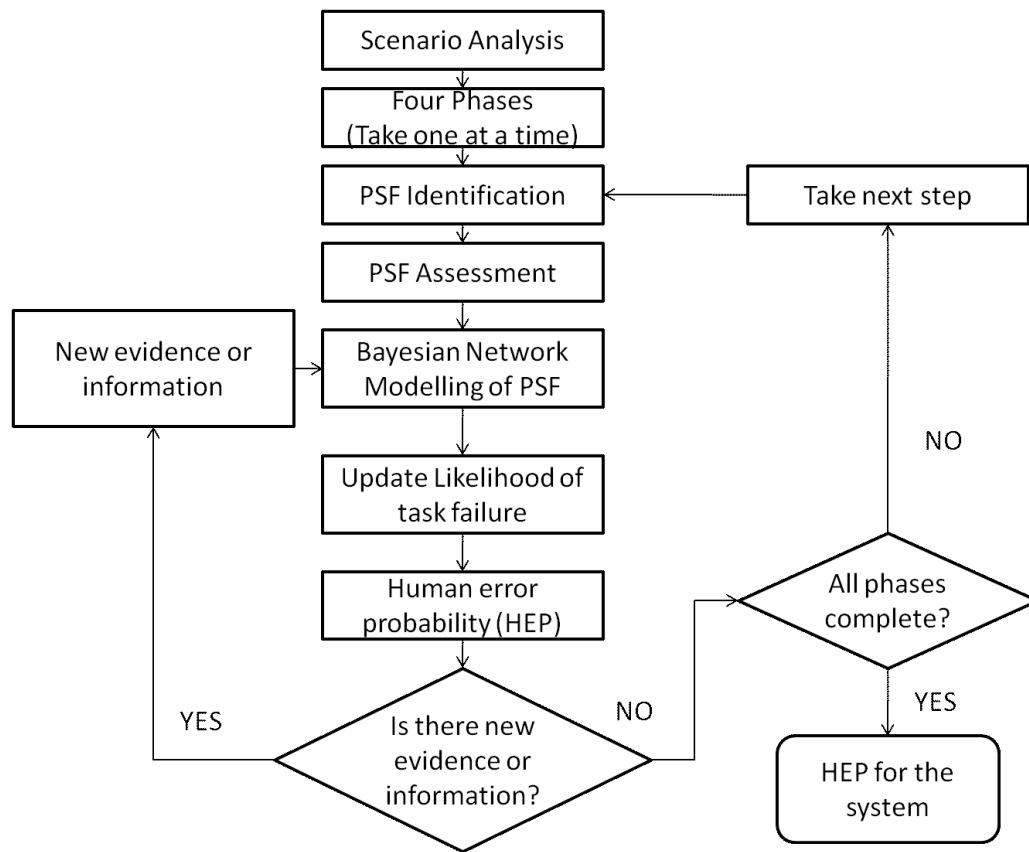 Scenario Analysis
Four Phases
(Take one at a time)
PSF Identification
Take next step
PSF Assessment
New evidence or
information
Bayesian Network
Modelling of PSF
NO
Update Likelihood of
task failure
Human error
probability (HEP)
All phases
complete?
YES
NO
Is there new
evidence or
information?
YES
HEP for the
system